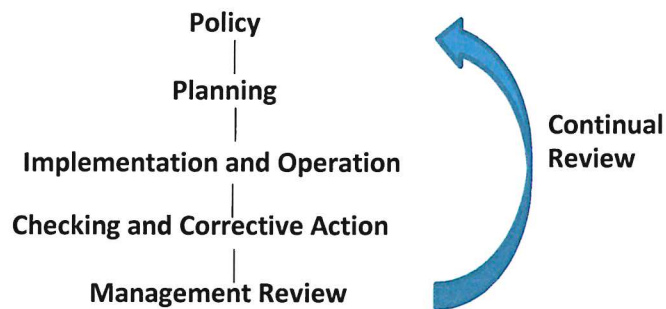 Policy
Planning
Implementation and Operation
Checking and Corrective Action
Management Review
Continual
Review